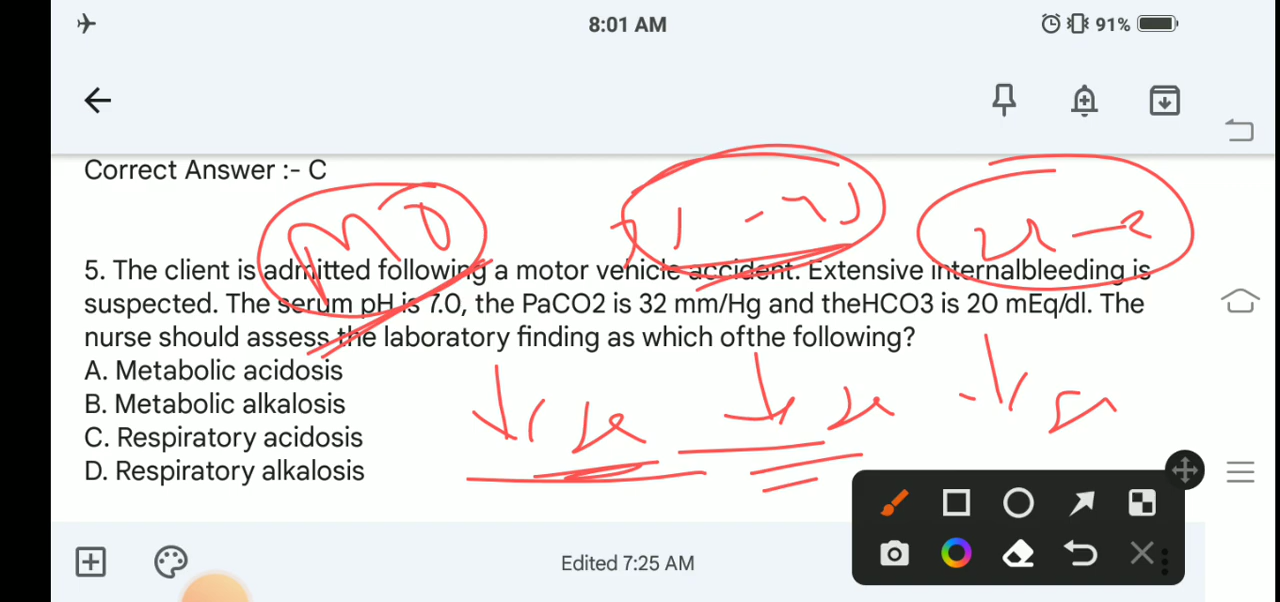 8:01 AM
91%
Correct Answer :- C
5. The client is admitted following a motor vehicle accident. Extensive internalbleeding is
suspected. The serum pH is 7.0, the PaCO2 is 32 mm/Hg and theHCO3 is 20 mEq/dl. The
nurse should assess the laboratory finding as which ofthe following?
A. Metabolic acidosis
B. Metabolic alkalosis
C. Respiratory acidosis
D. Respiratory alkalosis
Edited 7:25 AM